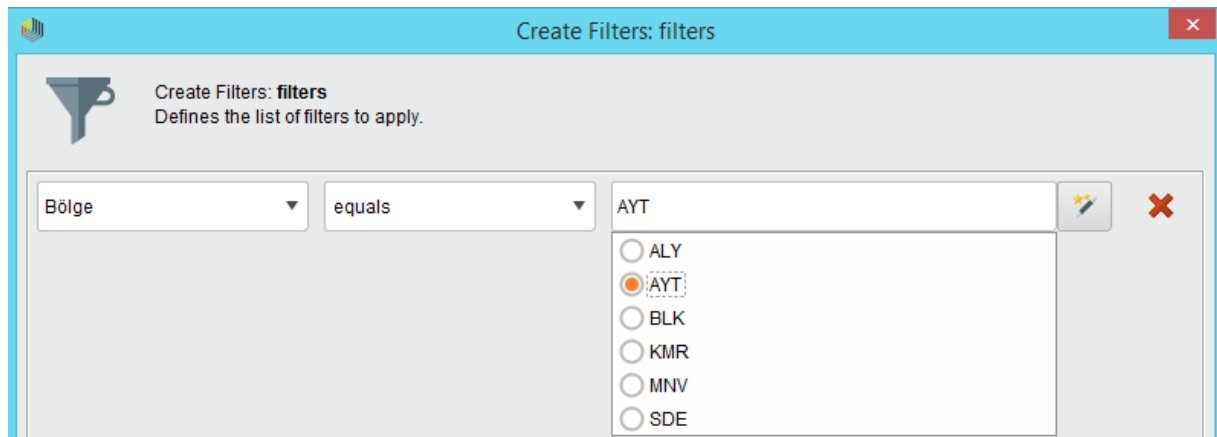 Create Filters: filters
Create Filters: filters
Defines the list of filters to apply.
Bölge equals AYT
ALY
AYT
BLK
KMR
MNV
SDE